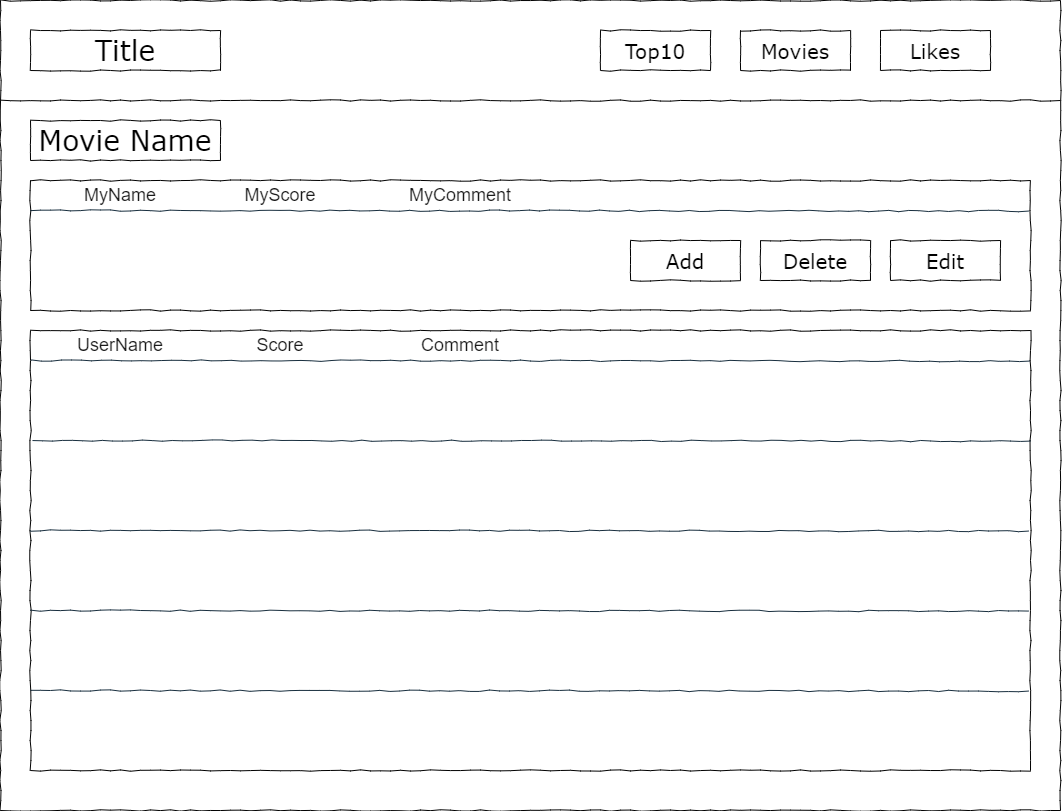 Title
Top10
Movies
Likes
Movie Name
MyName
MyScore
MyComment
Add
Delete
Edit
UserName
Score
Comment